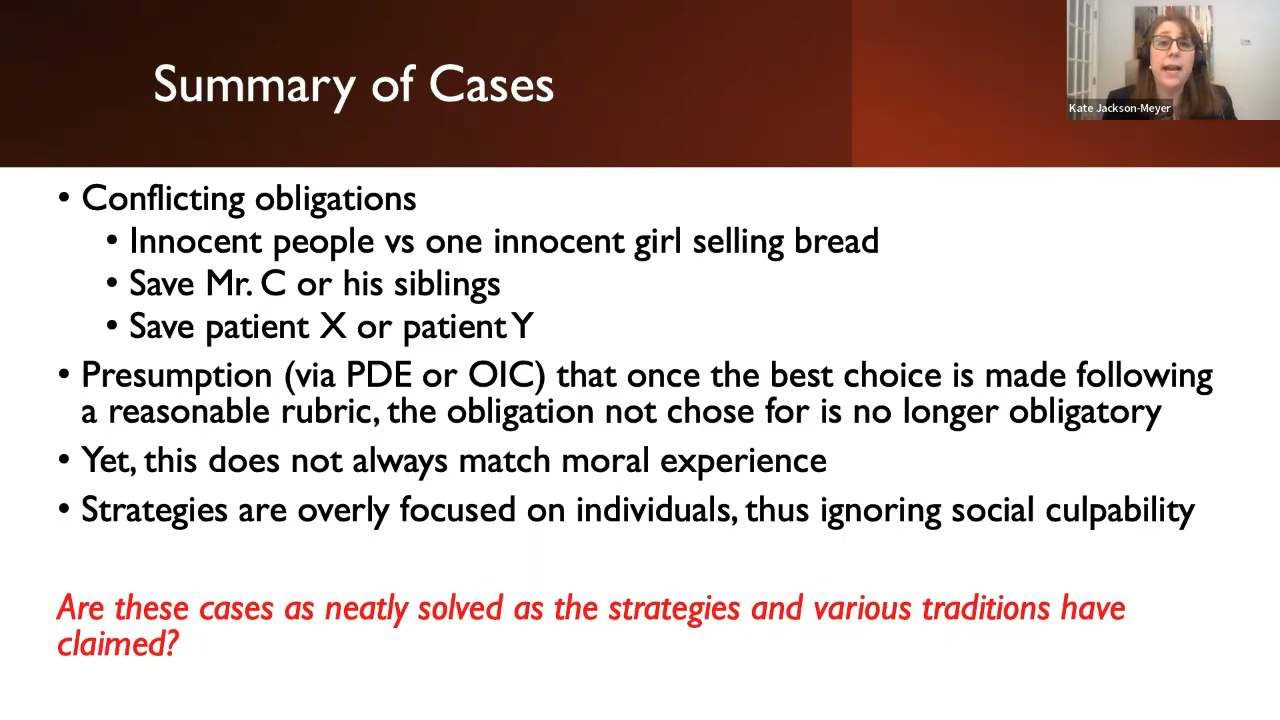 Summary of Cases
Kate Jackson-Meyer
• Conflicting obligations
• Innocent people vs one innocent girl selling bread
• Save Mr. C or his siblings
• Save patient X or patient Y
• Presumption (via PDE or OIC) that once the best choice is made following
a reasonable rubric, the obligation not chose for is no longer obligatory
• Yet, this does not always match moral experience
• Strategies are overly focused on individuals, thus ignoring social culpability
Are these cases as neatly solved as the strategies and various traditions have
claimed?